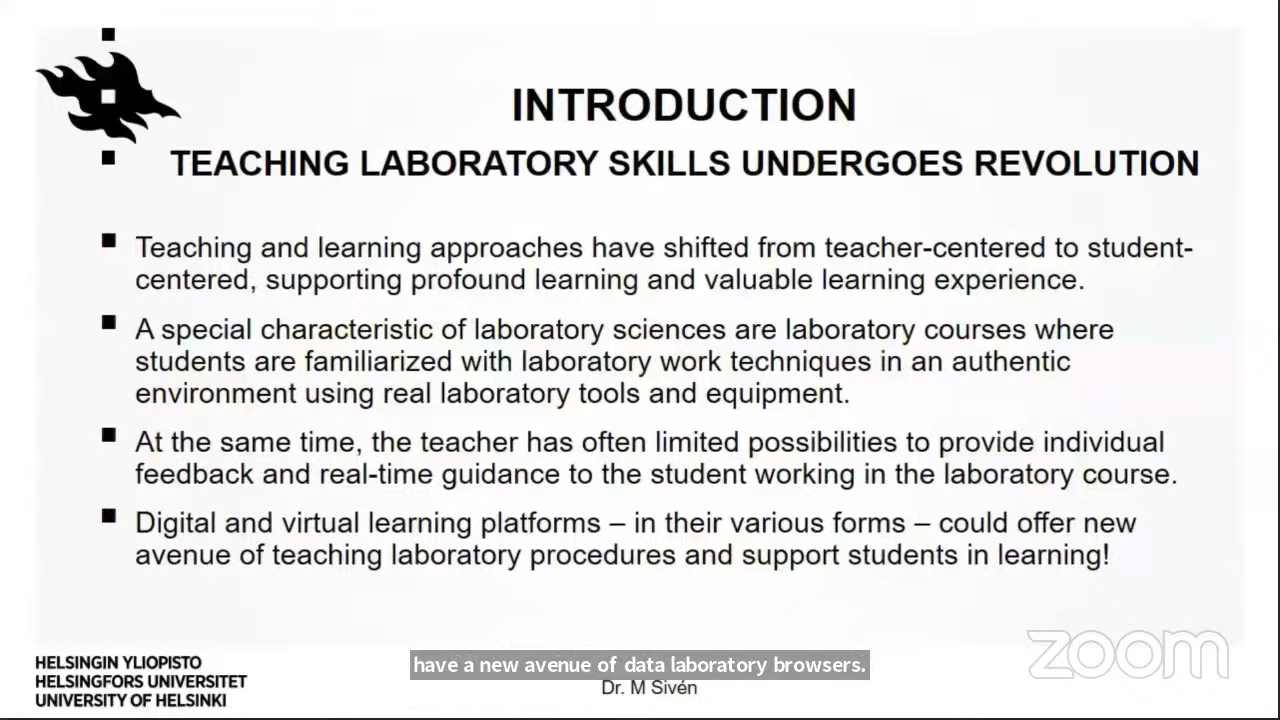 INTRODUCTION
TEACHING LABORATORY SKILLS UNDERGOES REVOLUTION
Teaching and learning approaches have shifted from teacher-centered to student-
centered, supporting profound learning and valuable learning experience.
A special characteristic of laboratory sciences are laboratory courses where
students are familiarized with laboratory work techniques in an authentic
environment using real laboratory tools and equipment.
At the same time, the teacher has often limited possibilities to provide individual
feedback and real-time guidance to the student working in the laboratory course.
Digital and virtual learning platforms – in their various forms – could offer new
avenue of teaching laboratory procedures and support students in learning!
zoom
HELSINGIN YLIOPISTO
HELSINGFORS UNIVERSITET
UNIVERSITY OF HELSINKI
have a new avenue of data laboratory browsers.
Dr. M Sivén